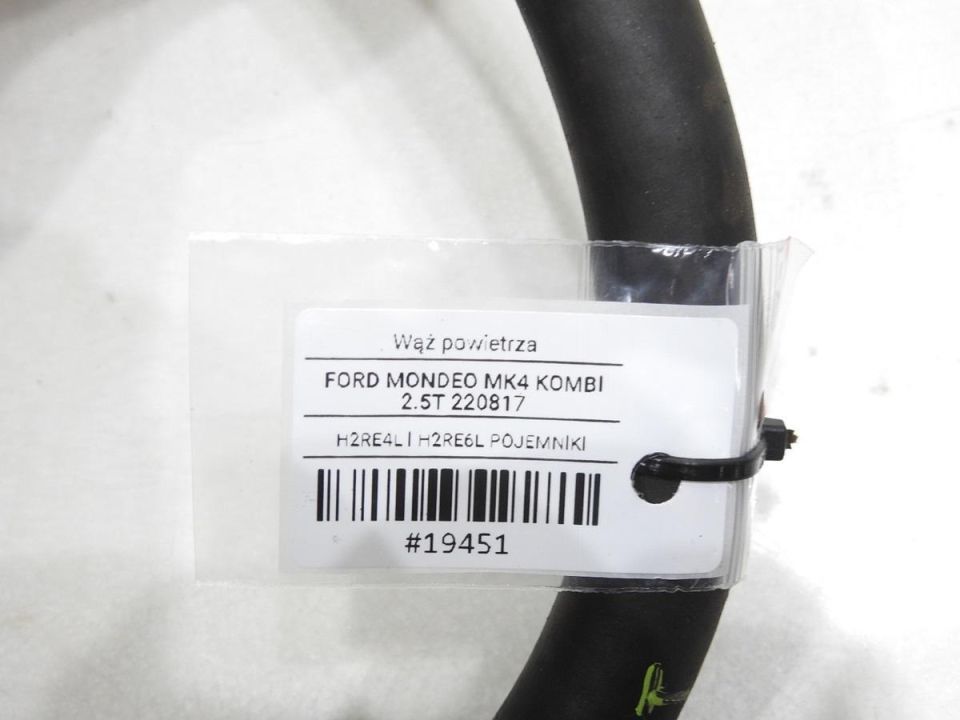 Wąż powietrza
FORD MONDEO MK4 KOMBI
2.5T 220817
H2RE4L | H2RE6L POJEMNIKI
#19451